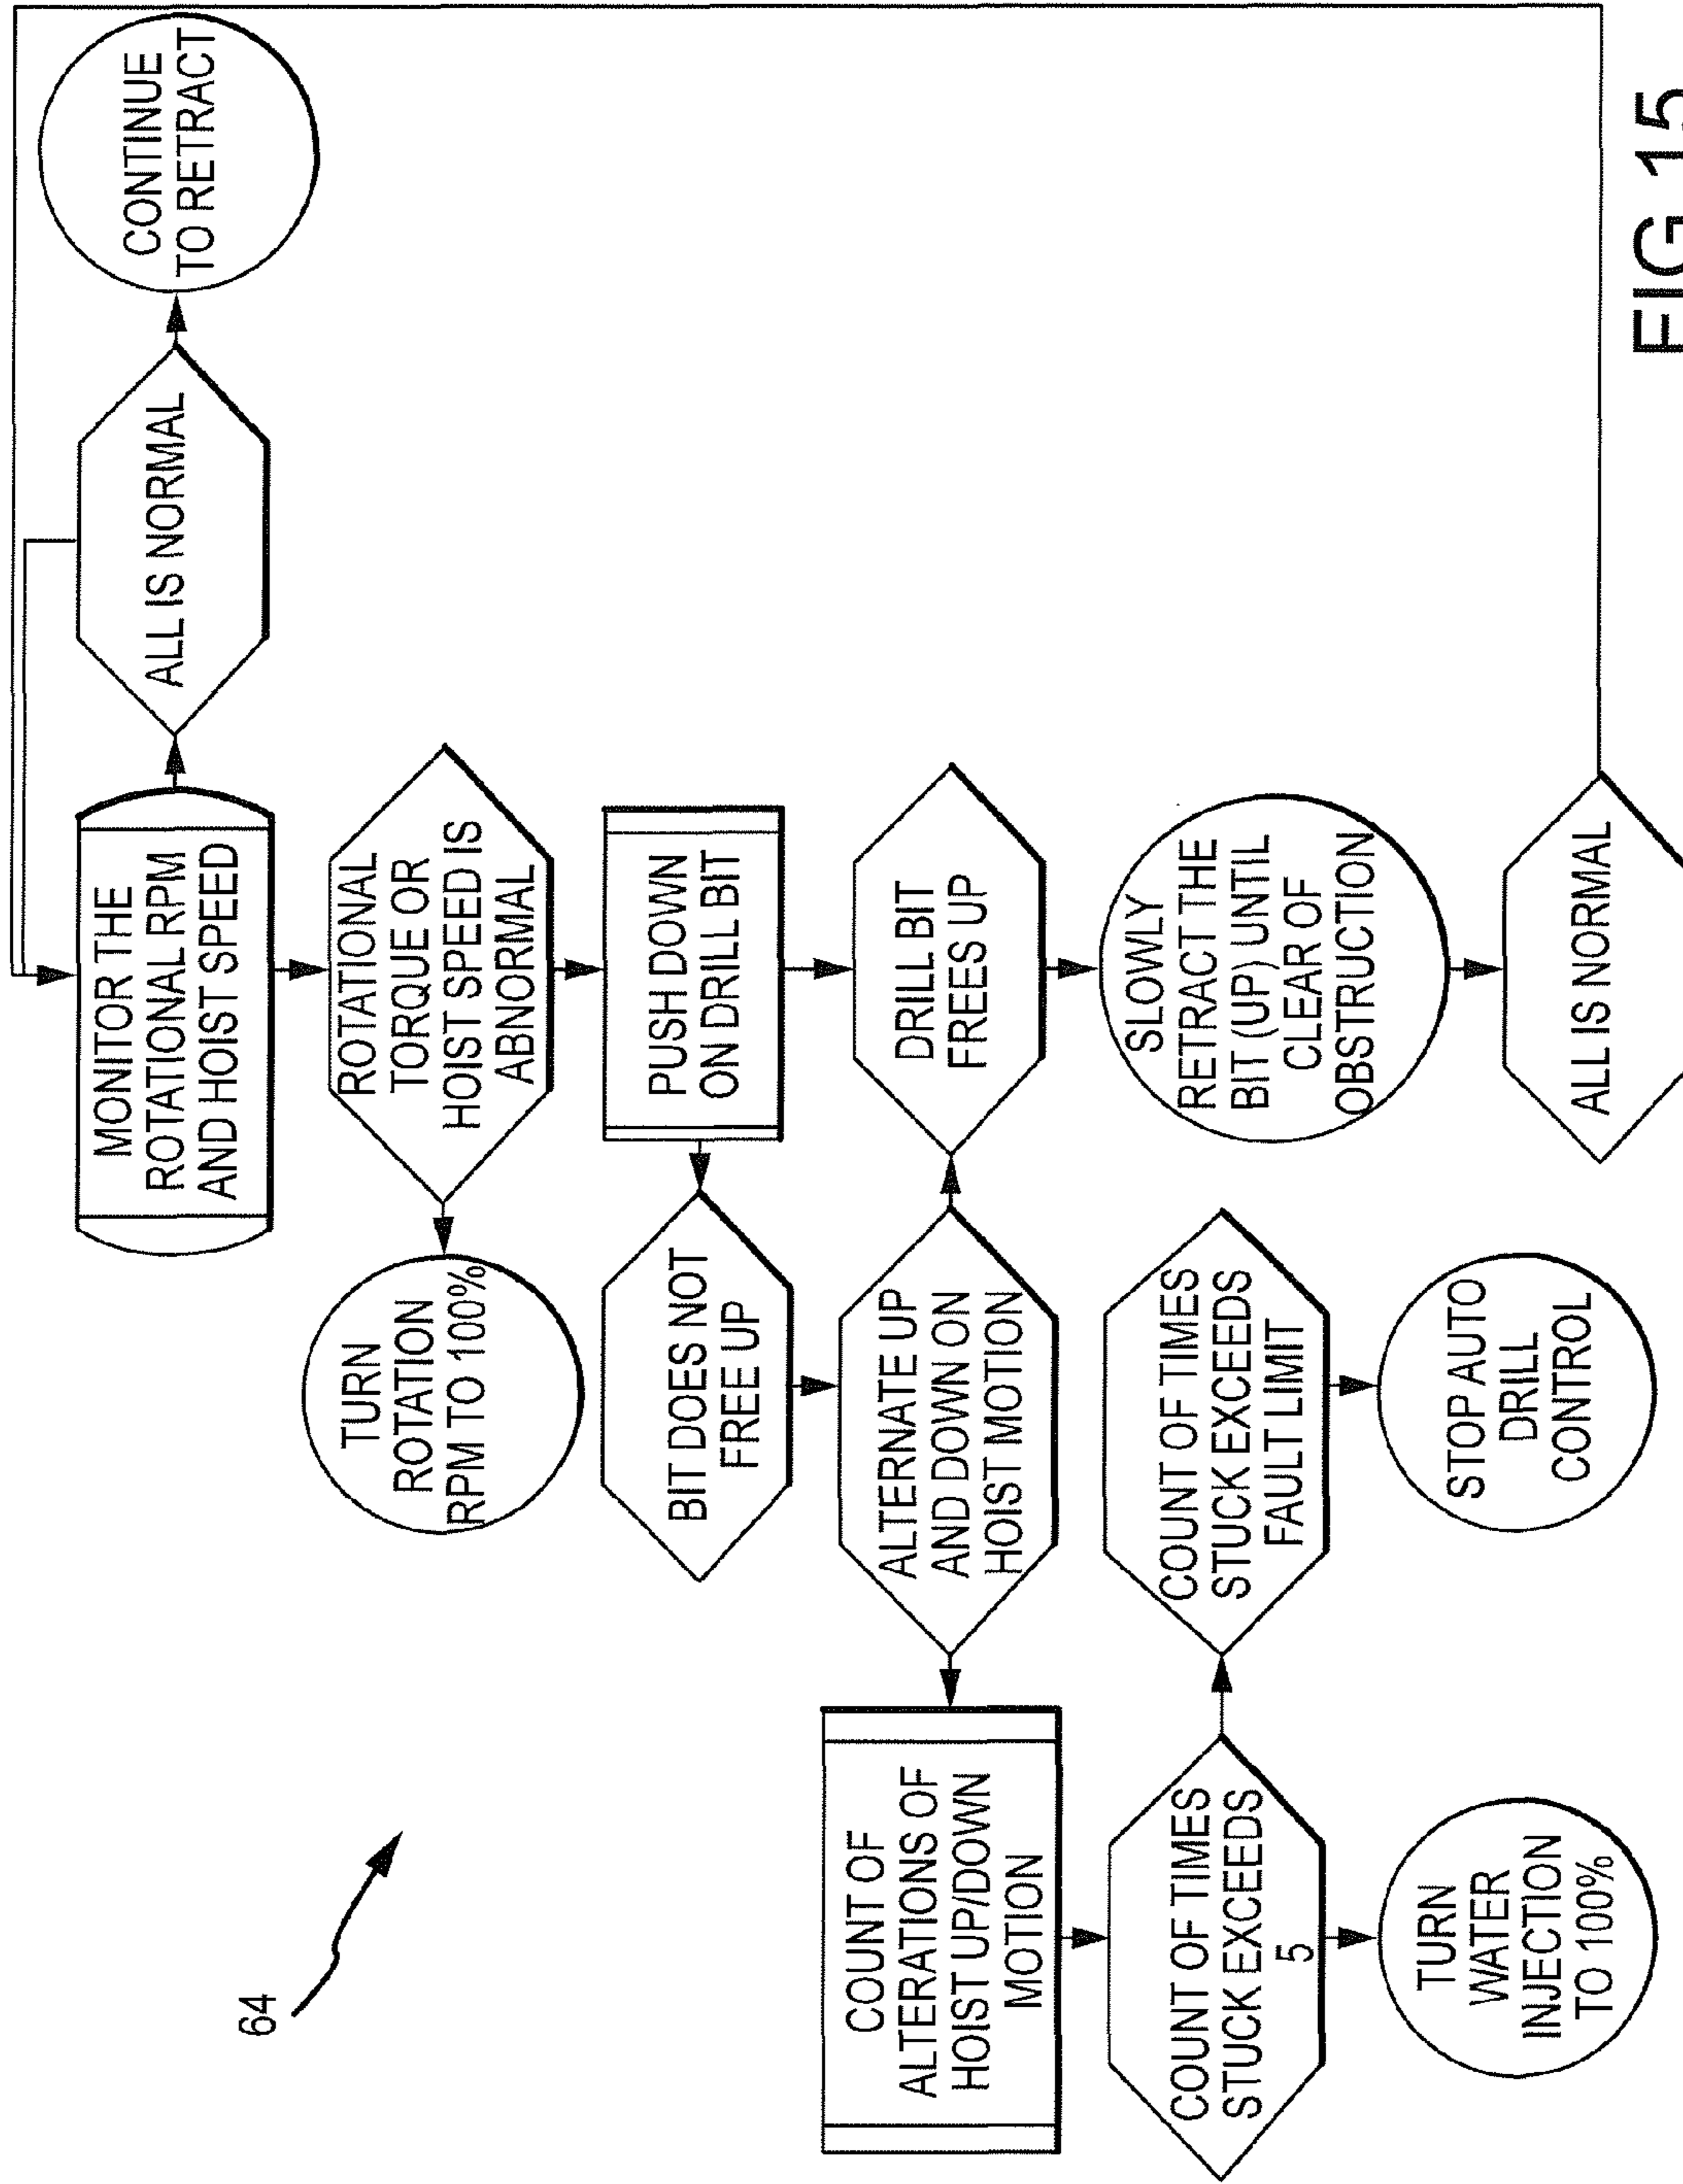 64
MONITOR THE
ROTATIONAL RPM
AND HOIST SPEED
ALL IS NORMAL
CONTINUE
TO RETRACT
TURN
ROTATION
RPM TO 100%
ROTATIONAL
TORQUE OR
HOIST SPEED IS
ABNORMAL
BIT DOES NOT
FREE UP
PUSH DOWN
ON DRILL BIT
COUNT OF
ALTERATIONS OF
HOIST UP/DOWN
MOTION
ALTERNATE UP
AND DOWN ON
HOIST MOTION
DRILL BIT
FREES UP
COUNT OF TIMES
STUCK EXCEEDS
5
COUNT OF TIMES
STUCK EXCEEDS
FAULT LIMIT
SLOWLY
RETRACT THE
BIT (UP) UNTIL
CLEAR OF
OBSTRUCTION
TURN
WATER
INJECTION
TO 100%
STOP AUTO
DRILL
CONTROL
ALL IS NORMAL
FIG 15